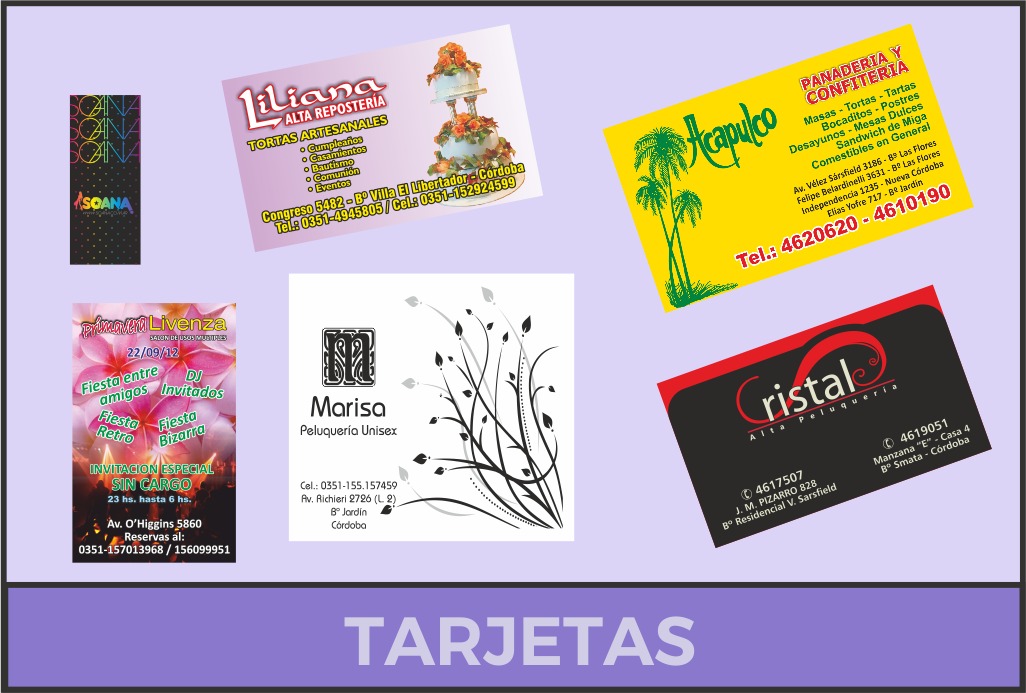 SOANA
SOANA
SOANA
SOANA
Liliana
ALTA REPOSTERÍA
TORTAS ARTESANALES
• Cumpleaños
• Casamientos
• Bautismo
• Comunión
• Eventos
Congreso 5482 - Bº Villa El Libertador - Córdoba
Tel.: 0351-4945805 / Cel.: 0351-152924599
Acapulco
PANADERIA Y
CONFITERIA
Masas - Tortas - Tartas
Bocaditos - Postres
Desayunos - Mesas Dulces
Sandwich de Miga
Comestibles en General
Av. Vélez Sársfield 3186 - Bº Las Flores
Felipe Belardinelli 3631 - Bº Las Flores
Independencia 1235 - Nueva Córdoba
Elías Yofre 717 - Bº Jardín
Tel.: 4620620 - 4610190
Primavera Livenza
SALON DE USOS MULTIPLES
22/09/12
Fiesta entre
amigos
DJ
Invitados
Fiesta
Retro
Fiesta
Bizarra
INVITACION ESPECIAL
SIN CARGO
23 hs. hasta 6 hs.
Av. O'Higgins 5860
Reservas al:
0351-157013968 / 156099951
m
Marisa
Peluquería Unisex
Cel.: 0351-155.157459
Av. Richieri 2726 (L. 2)
Bº Jardín
Córdoba
Cristal
Alta Peluquería
4619051
Manzana "E" - Casa 4
Bº Smata - Córdoba
4617507
J. M. PIZARRO 828
Bº Residencial V. Sarsfield
TARJETAS